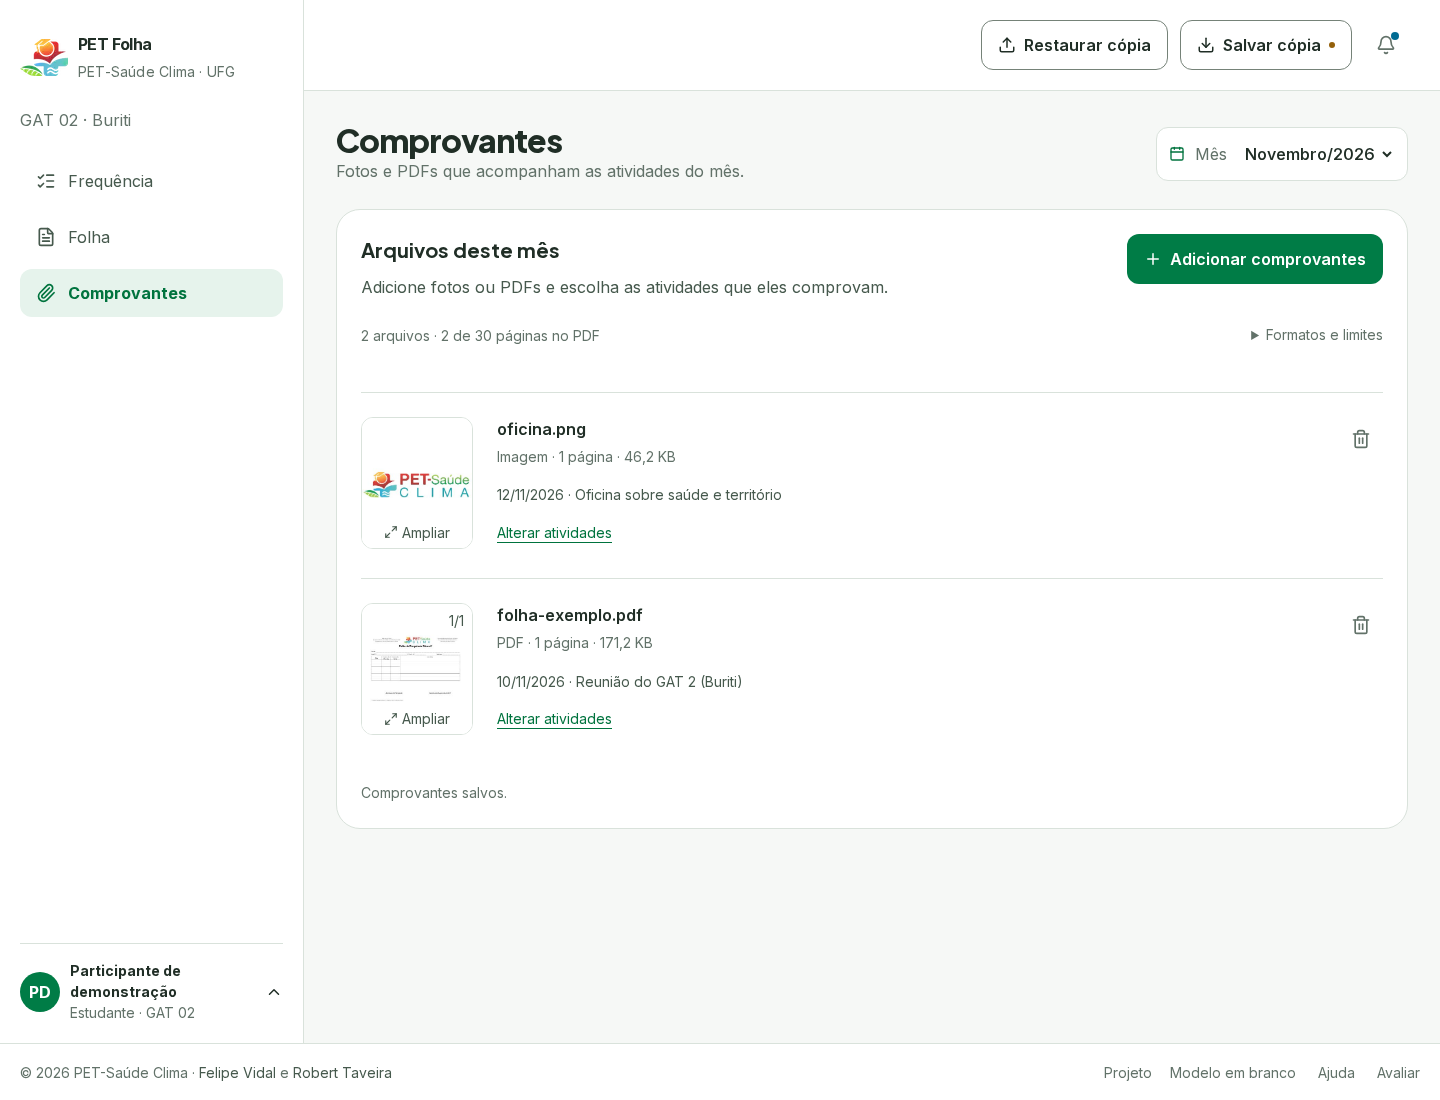 PET Folha
PET-Saúde Clima · UFG
GAT 02 · Buriti
Frequência
Folha
Comprovantes
Participante de
demonstração
Estudante · GAT 02
PD
Restaurar cópia
Salvar cópia
Comprovantes
Fotos e PDFs que acompanham as atividades do mês.
Mês Novembro/2026
Arquivos deste mês
Adicione fotos ou PDFs e escolha as atividades que eles comprovam.
Adicionar comprovantes
2 arquivos · 2 de 30 páginas no PDF
Formatos e limites
PET-Saúde
CLIMA
Ampliar
oficina.png
Imagem · 1 página · 46,2 KB
12/11/2026 · Oficina sobre saúde e território
Alterar atividades
1/1
Ampliar
folha-exemplo.pdf
PDF · 1 página · 171,2 KB
10/11/2026 · Reunião do GAT 2 (Buriti)
Alterar atividades
Comprovantes salvos.
© 2026 PET-Saúde Clima · Felipe Vidal e Robert Taveira
Projeto Modelo em branco Ajuda Avaliar